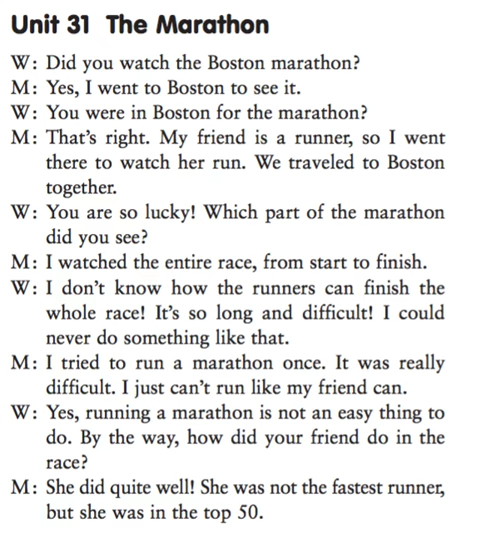 Unit 31 The Marathon
W: Did you watch the Boston marathon?
M: Yes, I went to Boston to see it.
W: You were in Boston for the marathon?
M: That's right. My friend is a runner, so I went
there to watch her run. We traveled to Boston
together.
W: You are so lucky! Which part of the marathon
did you see?
M: I watched the entire race, from start to finish.
W: I don't know how the runners can finish the
whole race! It's so long and difficult! I could
never do something like that.
M: I tried to run a marathon once. It was really
difficult. I just can't run like my friend can.
W: Yes, running a marathon is not an easy thing to
do. By the way, how did your friend do in the
race?
M: She did quite well! She was not the fastest runner,
but she was in the top 50.